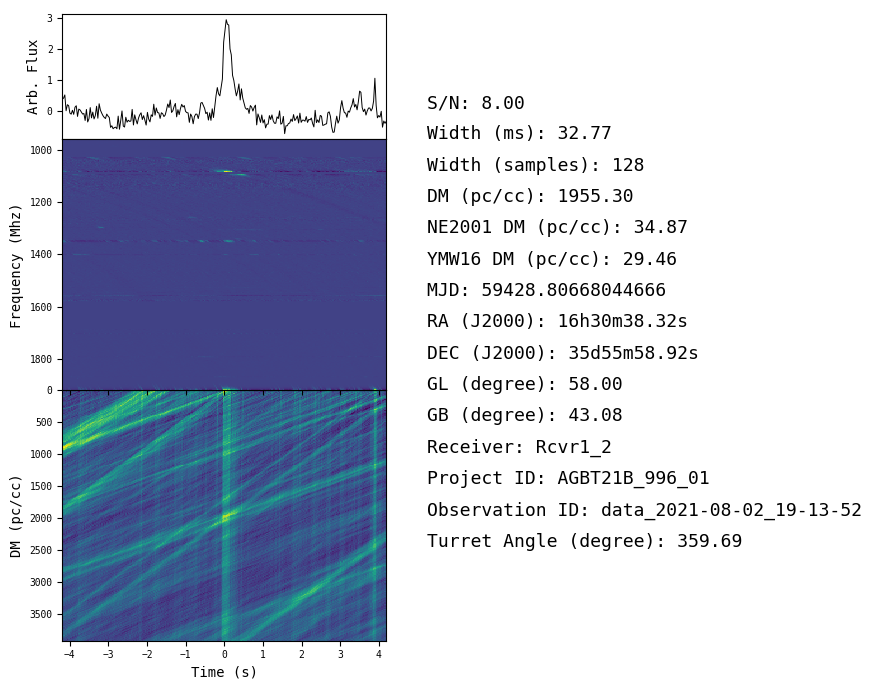 3
2
1
0
Arb. Flux
1000
1200
1400
1600
1800
Frequency (Mhz)
0
500
1000
1500
2000
2500
3000
3500
DM (pc/cc)
−4 −3 −2 −1 0 1 2 3 4
Time (s)
S/N: 8.00
Width (ms): 32.77
Width (samples): 128
DM (pc/cc): 1955.30
NE2001 DM (pc/cc): 34.87
YMW16 DM (pc/cc): 29.46
MJD: 59428.80668044666
RA (J2000): 16h30m38.32s
DEC (J2000): 35d55m58.92s
GL (degree): 58.00
GB (degree): 43.08
Receiver: Rcvr1_2
Project ID: AGBT21B_996_01
Observation ID: data_2021-08-02_19-13-52
Turret Angle (degree): 359.69